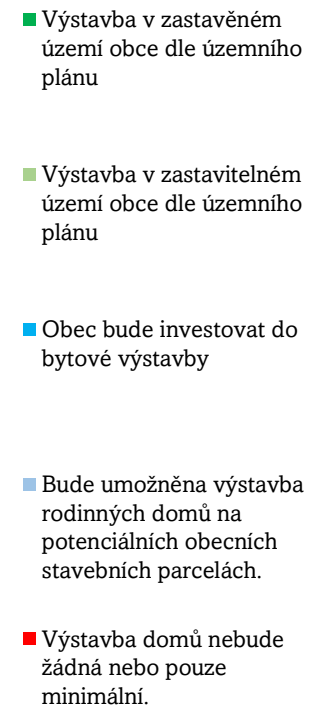 Výstavba v zastavěném
území obce dle územního
plánu
Výstavba v zastavitelném
území obce dle územního
plánu
Obec bude investovat do
bytové výstavby
Bude umožněna výstavba
rodinných domů na
potenciálních obecních
stavebních parcelách.
Výstavba domů nebude
žádná nebo pouze
minimální.